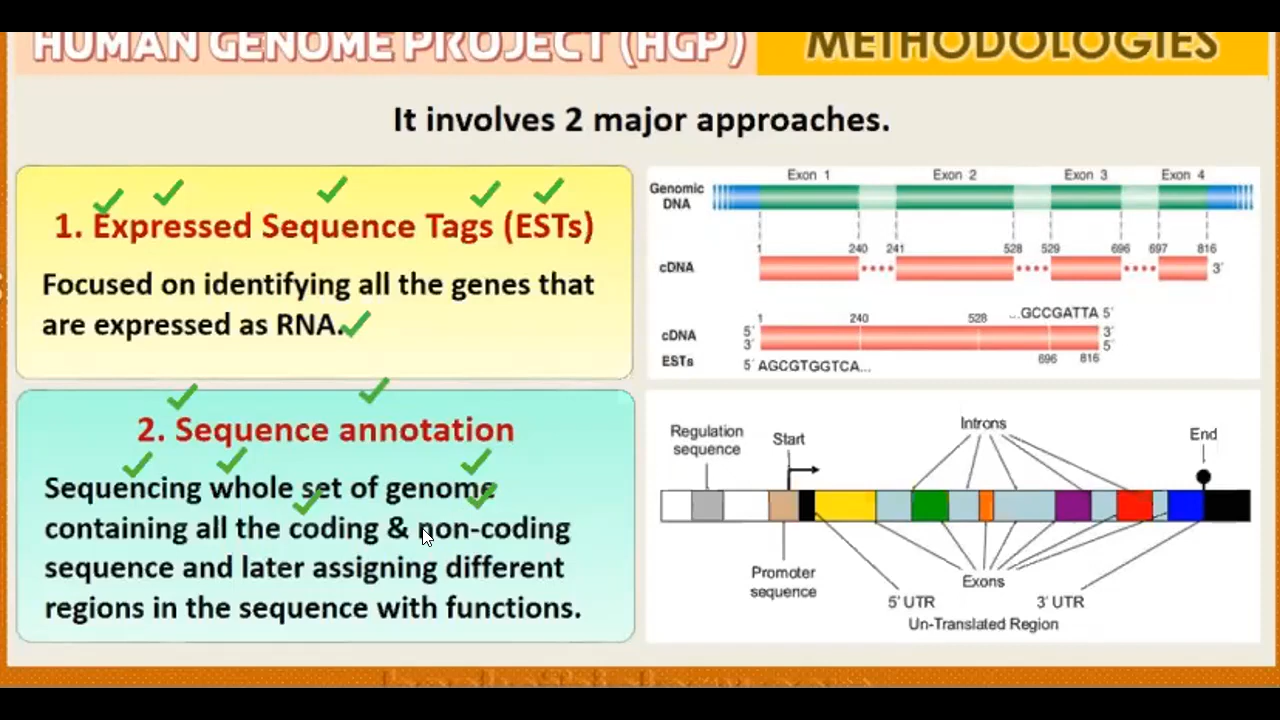 HUMAN GENOME PROJECT (HGP)
METHODOLOGIES
It involves 2 major approaches.
1. Expressed Sequence Tags (ESTs)
Focused on identifying all the genes that
are expressed as RNA.
Exon 1 Exon 2 Exon 3 Exon 4
Genomic
DNA
1 240 241 528 529 696 697 816
cDNA
3′
1 240 528 ...GCCGATTA 5′
cDNA 5′ 3′
3′ 5′
ESTs 696 816
5′ AGCGTGGTCA...
2. Sequence annotation
Sequencing whole set of genome
containing all the coding & non-coding
sequence and later assigning different
regions in the sequence with functions.
Regulation
sequence
Start
Introns
End
Promoter
sequence
Exons
5′ UTR 3′ UTR
Un-Translated Region